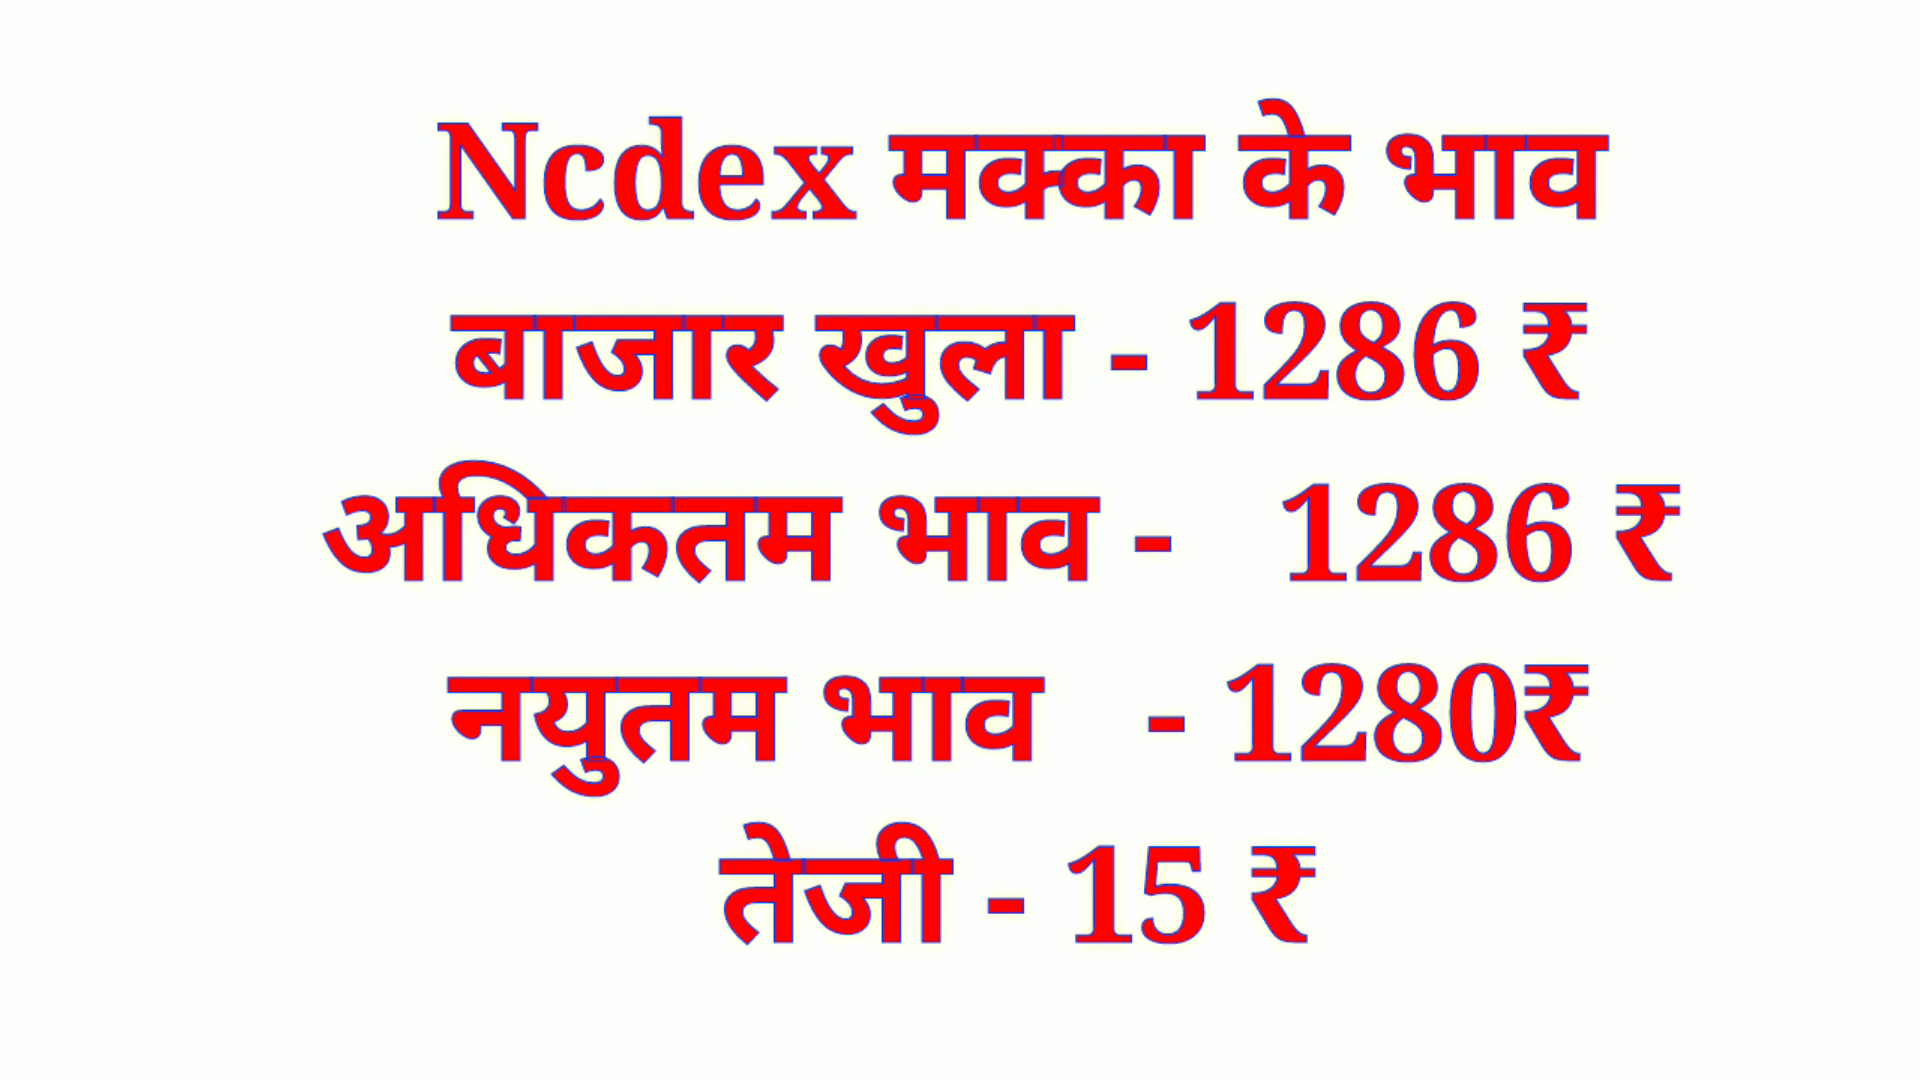 Ncdex मक्का के भाव
बाजार खुला - 1286 ₹
अधिकतम भाव - 1286 ₹
नयुतम भाव - 1280₹
तेजी - 15 ₹